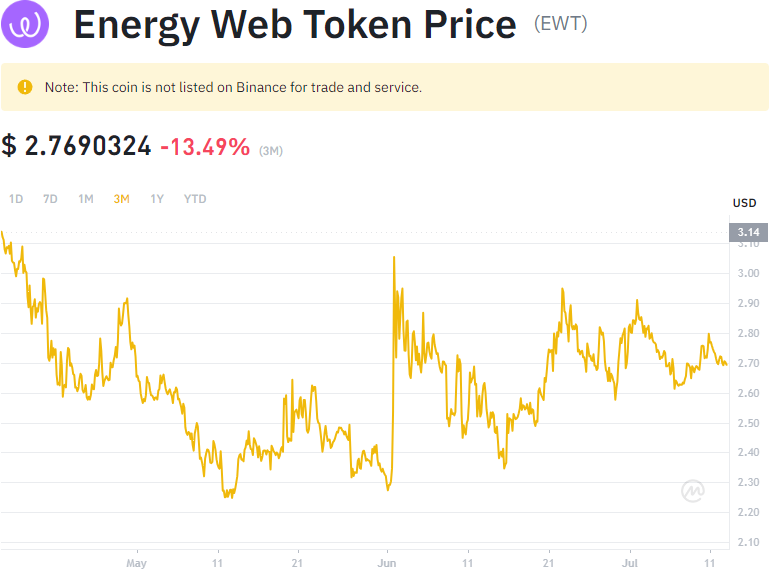 Energy Web Token Price (EWT)
Note: This coin is not listed on Binance for trade and service.
$ 2.7690324 -13.49% (3M)
1D 7D 1M 3M 1Y YTD
USD
3.14
3.10
3.00
2.90
2.80
2.70
2.60
2.50
2.40
2.30
2.20
2.10
May 11 21 Jun 11 21 Jul 11